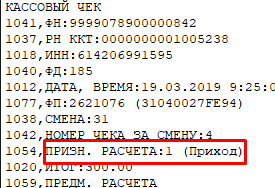 КАССОВЫЙ ЧЕК
1041,ФН:9999078900000842
1037,РН ККТ:0000000001005238
1018,ИНН:614206991595
1040,ФД:185
1012,ДАТА, ВРЕМЯ:19.03.2019 9:25:0
1077,ФП:2621076 (31040027FE94)
1038,СМЕНА:31
1042,НОМЕР ЧЕКА ЗА СМЕНУ:4
1054,ПРИЗН. РАСЧЕТА:1 (Приход)
1020,ИТОГ:300.00
1059,ПРЕДМ. РАСЧЕТА